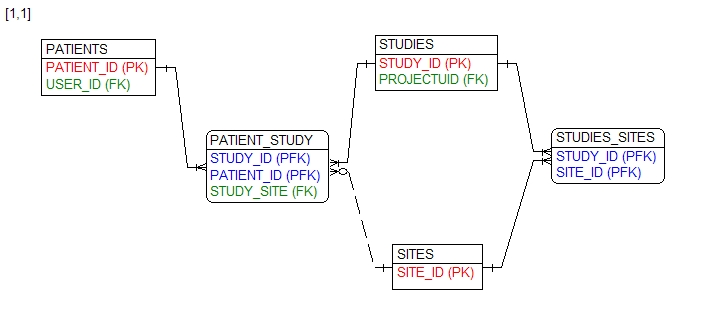 [1,1]
PATIENTS
PATIENT_ID (PK)
USER_ID (FK)
STUDIES
STUDY_ID (PK)
PROJECTUID (FK)
PATIENT_STUDY
STUDY_ID (PFK)
PATIENT_ID (PFK)
STUDY_SITE (FK)
STUDIES_SITES
STUDY_ID (PFK)
SITE_ID (PFK)
SITES
SITE_ID (PK)